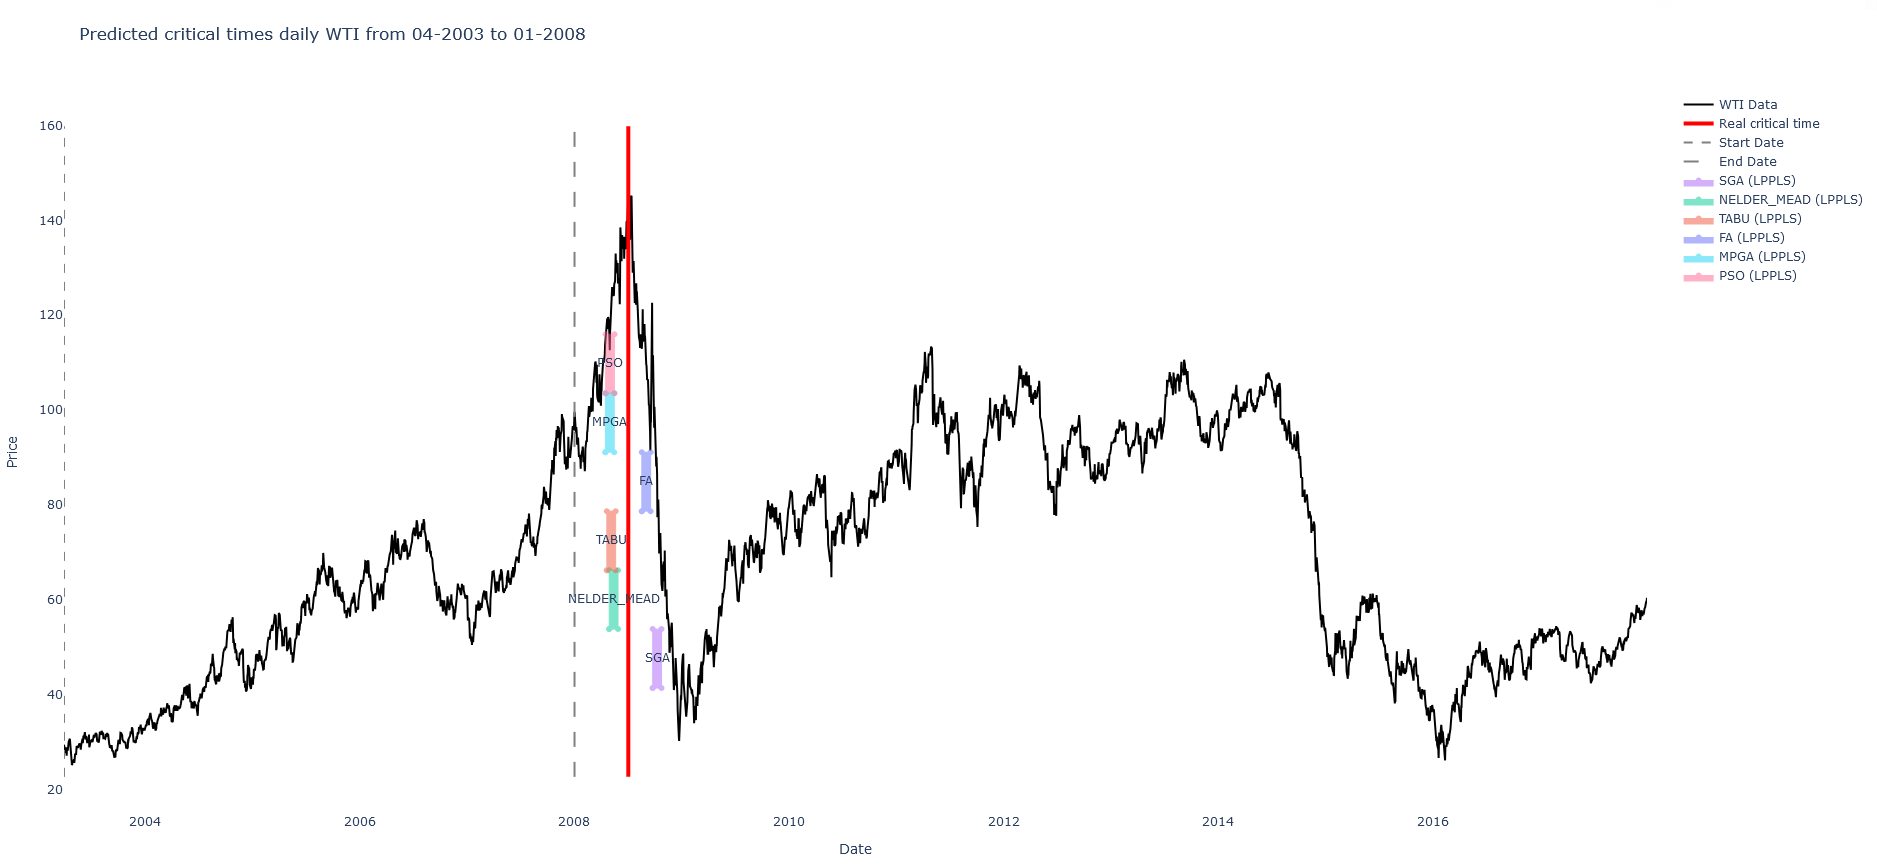 Predicted critical times daily WTI from 04-2003 to 01-2008
WTI Data
Real critical time
Start Date
End Date
SGA (LPPLS)
NELDER_MEAD (LPPLS)
TABU (LPPLS)
FA (LPPLS)
MPGA (LPPLS)
PSO (LPPLS)
Price
160
140
120
100
80
60
40
20
PSO
MPGA
FA
TABU
NELDER_MEAD
SGA
2004
2006
2008
2010
2012
2014
2016
Date